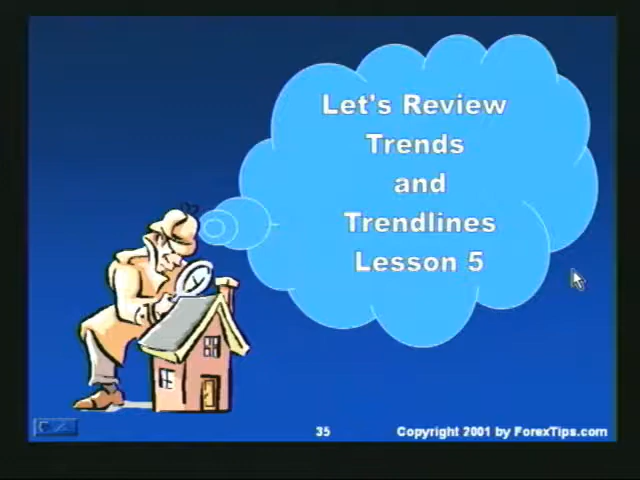 Let's Review
Trends
and
Trendlines
Lesson 5
35
Copyright 2001 by ForexTips.com